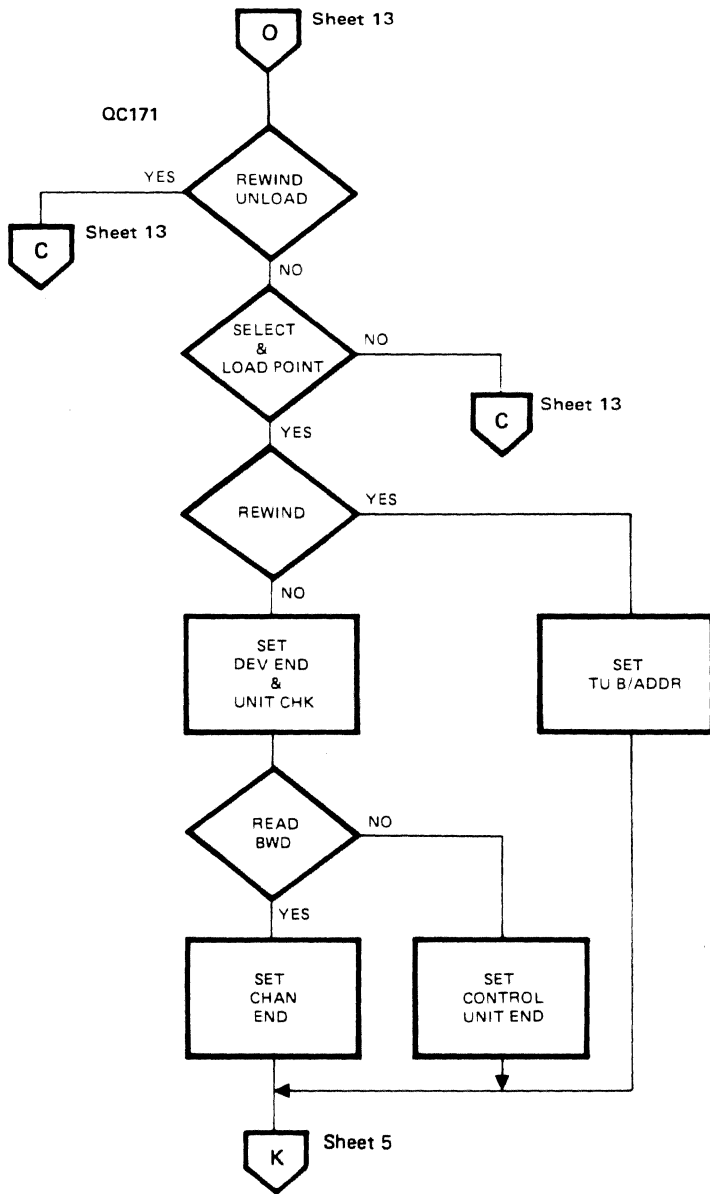 Sheet 13
O
QC171
YES
REWIND
UNLOAD
C
Sheet 13
NO
SELECT
&
LOAD POINT
NO
C
Sheet 13
YES
REWIND
YES
NO
SET
DEV END
&
UNIT CHK
SET
TU B/ADDR
READ
BWD
NO
YES
SET
CHAN
END
SET
CONTROL
UNIT END
K
Sheet 5